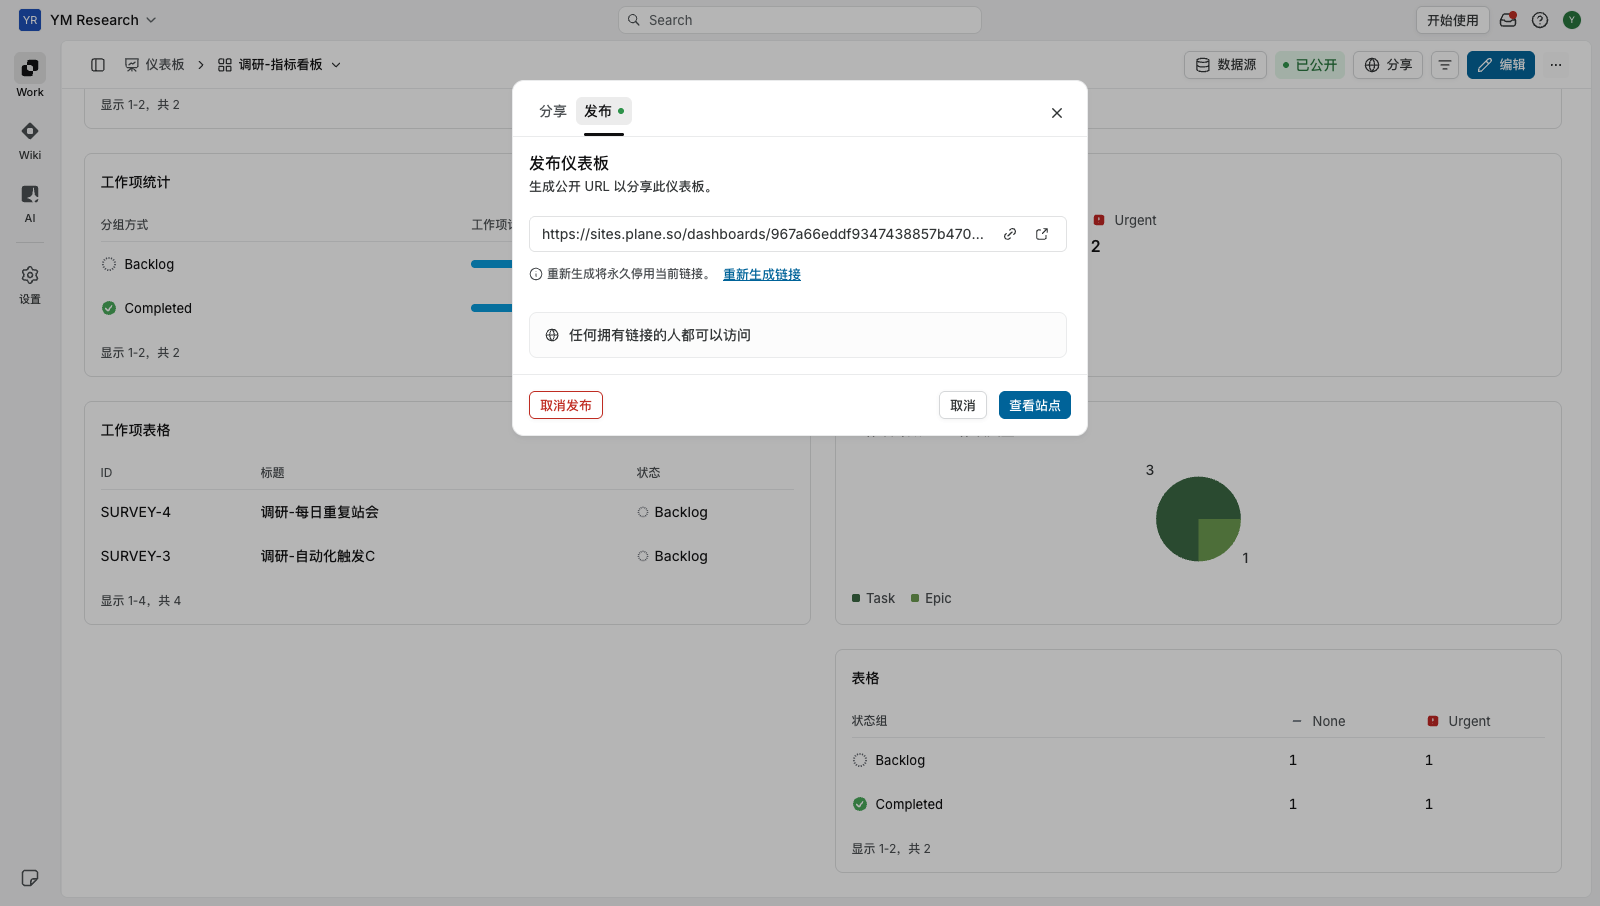 YR YM Research
Search
开始使用
Y
Work
Wiki
AI
设置
仪表板
调研-指标看板
数据源
已公开
分享
编辑
显示 1-2，共 2
工作项统计
分组方式
Backlog
Completed
显示 1-2，共 2
Urgent
2
分享
发布
发布仪表板
生成公开 URL 以分享此仪表板。
https://sites.plane.so/dashboards/967a66eddf9347438857b470...
重新生成将永久停用当前链接。 重新生成链接
任何拥有链接的人都可以访问
取消发布
取消
查看站点
工作项表格
ID 标题 状态
SURVEY-4 调研-每日重复站会 Backlog
SURVEY-3 调研-自动化触发C Backlog
显示 1-4，共 4
3
1
Task Epic
表格
状态组 None Urgent
Backlog 1 1
Completed 1 1
显示 1-2，共 2